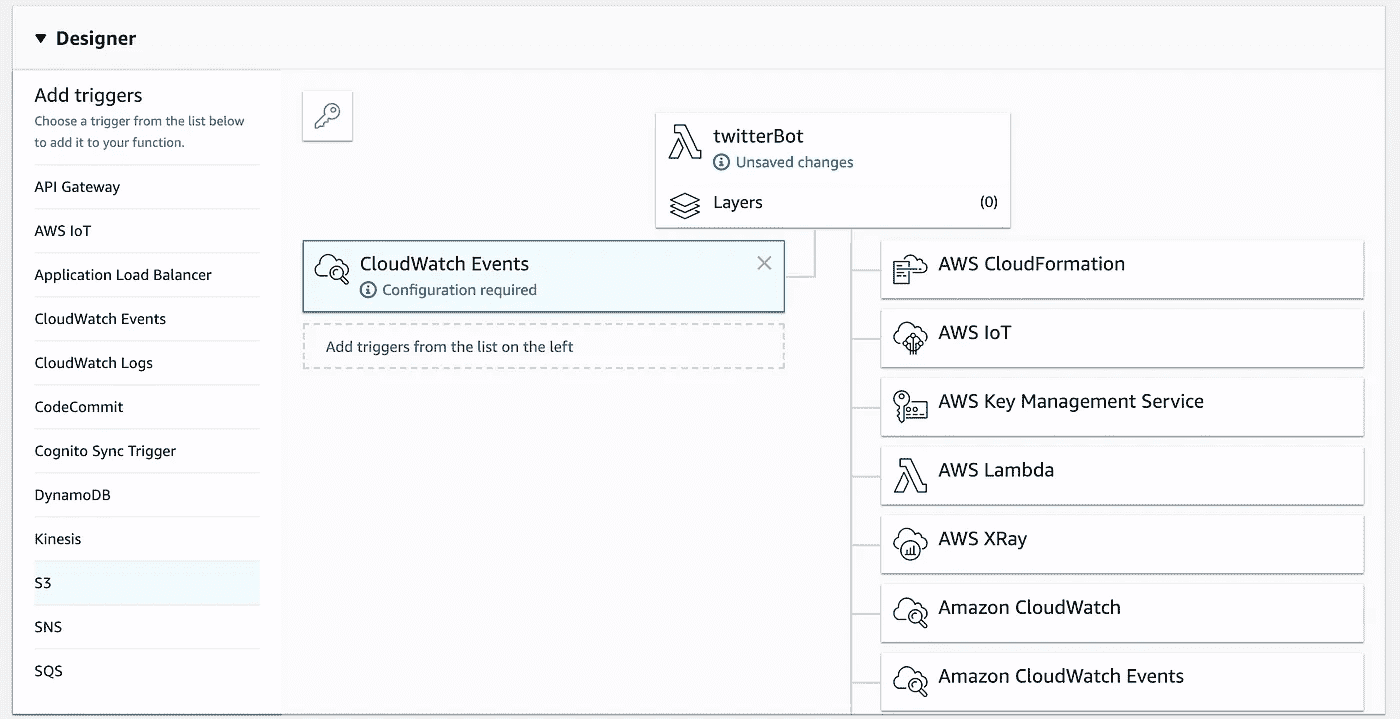 Designer
Add triggers
Choose a trigger from the list below
to add it to your function.
API Gateway
AWS IoT
Application Load Balancer
CloudWatch Events
CloudWatch Logs
CodeCommit
Cognito Sync Trigger
DynamoDB
Kinesis
S3
SNS
SQS
twitterBot
Unsaved changes
Layers (0)
CloudWatch Events
Configuration required
Add triggers from the list on the left
AWS CloudFormation
AWS IoT
AWS Key Management Service
AWS Lambda
AWS XRay
Amazon CloudWatch
Amazon CloudWatch Events